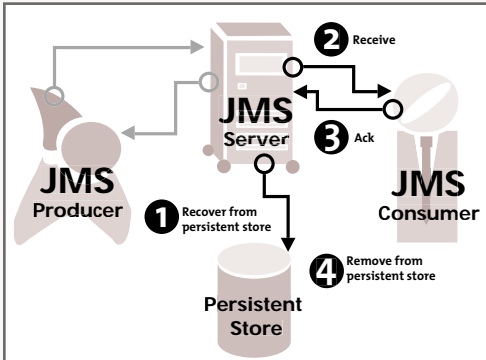 2 Receive
JMS
Server
3 Ack
JMS
Producer
JMS
Consumer
1 Recover from
persistent store
4 Remove from
persistent store
Persistent
Store